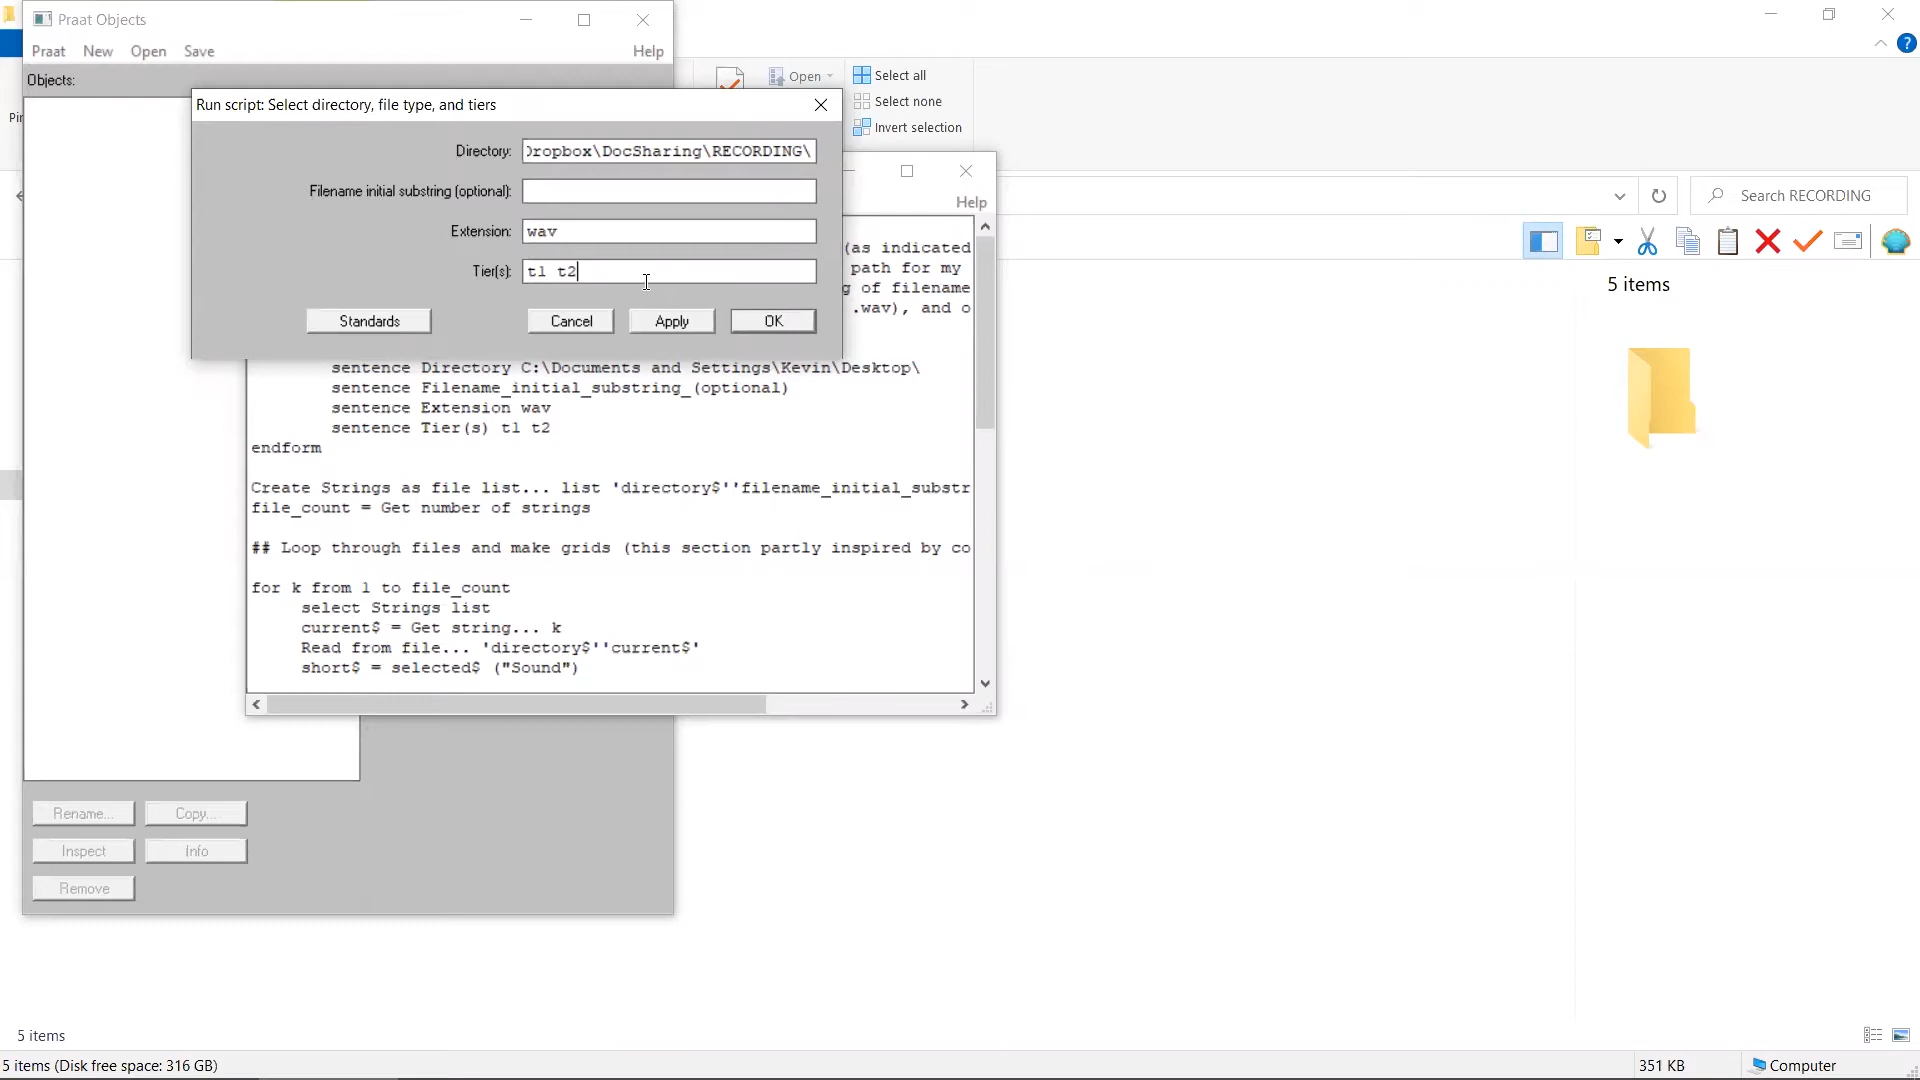 Praat Objects
Praat New Open Save Help
Objects:
Run script: Select directory, file type, and tiers
Directory: Dropbox\DocSharing\RECORDING\
Filename initial substring (optional):
Extension: wav
Tier(s): t1 t2
Standards Cancel Apply OK
Open
Select all
Select none
Invert selection
Help
(as indicated
path for my
g of filename
.wav), and o
sentence Directory C:\Documents and Settings\Kevin\Desktop\
sentence Filename_initial_substring_(optional)
sentence Extension wav
sentence Tier(s) t1 t2
endform
Create Strings as file list... list 'directory$''filename_initial_substr
file_count = Get number of strings
## Loop through files and make grids (this section partly inspired by co
for k from 1 to file_count
select Strings list
current$ = Get string... k
Read from file... 'directory$''current$'
short$ = selected$ ("Sound")
Rename... Copy...
Inspect Info
Remove
Search RECORDING
5 items
5 items
5 items (Disk free space: 316 GB)
351 KB
Computer